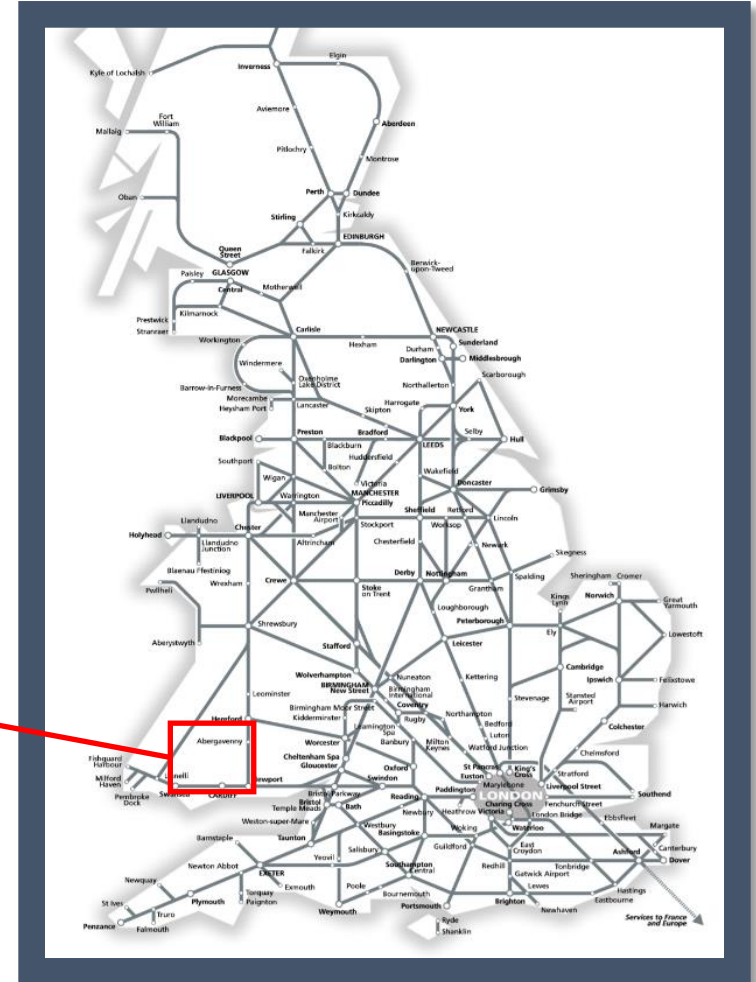 Elgin
Inverness
Kyle of Lochalsh
Aviemore
Fort
William
Mallaig
Aberdeen
Pitlochry
Montrose
Perth
Dundee
Oban
Stirling
Kirkcaldy
EDINBURGH
Queen
Street
Falkirk
GLASGOW
Paisley
Central
Motherwell
Berwick-
upon-Tweed
Prestwick
Kilmarnock
Stranraer
Carlisle
NEWCASTLE
Workington
Hexham
Sunderland
Durham
Darlington
Middlesbrough
Windermere
Oxenholme
Lake District
Scarborough
Barrow-in-Furness
Northallerton
Morecambe
Heysham Port
Lancaster
Harrogate
Skipton
York
Blackpool
Preston
Bradford
LEEDS
Selby
Hull
Blackburn
Southport
Huddersfield
Bolton
Wakefield
Wigan
Victoria
MANCHESTER
Piccadilly
Doncaster
Grimsby
LIVERPOOL
Warrington
Manchester
Airport
Sheffield
Retford
Lincoln
Llandudno
Stockport
Worksop
Holyhead
Chester
Llandudno
Junction
Altrincham
Chesterfield
Newark
Skegness
Blaenau Ffestiniog
Derby
Nottingham
Sheringham
Cromer
Pwllheli
Wrexham
Crewe
Stoke
on Trent
Grantham
Spalding
Kings
Lynn
Norwich
Great
Yarmouth
Loughborough
Peterborough
Aberystwyth
Shrewsbury
Stafford
Leicester
Ely
Lowestoft
Wolverhampton
BIRMINGHAM
New Street
Nuneaton
Birmingham
International
Kettering
Cambridge
Ipswich
Felixstowe
Leominster
Birmingham Moor Street
Kidderminster
Coventry
Rugby
Northampton
Stevenage
Stansted
Airport
Harwich
Hereford
Leamington
Spa
Bedford
Colchester
Abergavenny
Worcester
Banbury
Milton
Keynes
Luton
Watford Junction
Chelmsford
Cheltenham Spa
Gloucester
Oxford
St Pancras
Euston
King's
Cross
Stratford
Fishguard
Harbour
Llanelli
Newport
Swindon
Paddington
Marylebone
Liverpool Street
Milford
Haven
Swansea
CARDIFF
Bristol Parkway
Reading
LONDON
Southend
Pembroke
Dock
Bristol
Temple Meads
Bath
Newbury
Heathrow
Victoria
Charing Cross
Fenchurch Street
London Bridge
Ebbsfleet
Weston-super-Mare
Westbury
Basingstoke
Woking
Waterloo
Margate
Barnstaple
Taunton
Salisbury
Guildford
East
Croydon
Ashford
Canterbury
Dover
Newton Abbot
Yeovil
Southampton
Central
Redhill
Tonbridge
Gatwick Airport
Newquay
EXETER
Exmouth
Poole
Bournemouth
Lewes
Hastings
Eastbourne
St Ives
Plymouth
Torquay
Paignton
Weymouth
Portsmouth
Brighton
Newhaven
Truro
Penzance
Falmouth
Ryde
Shanklin
Services to France
and Europe